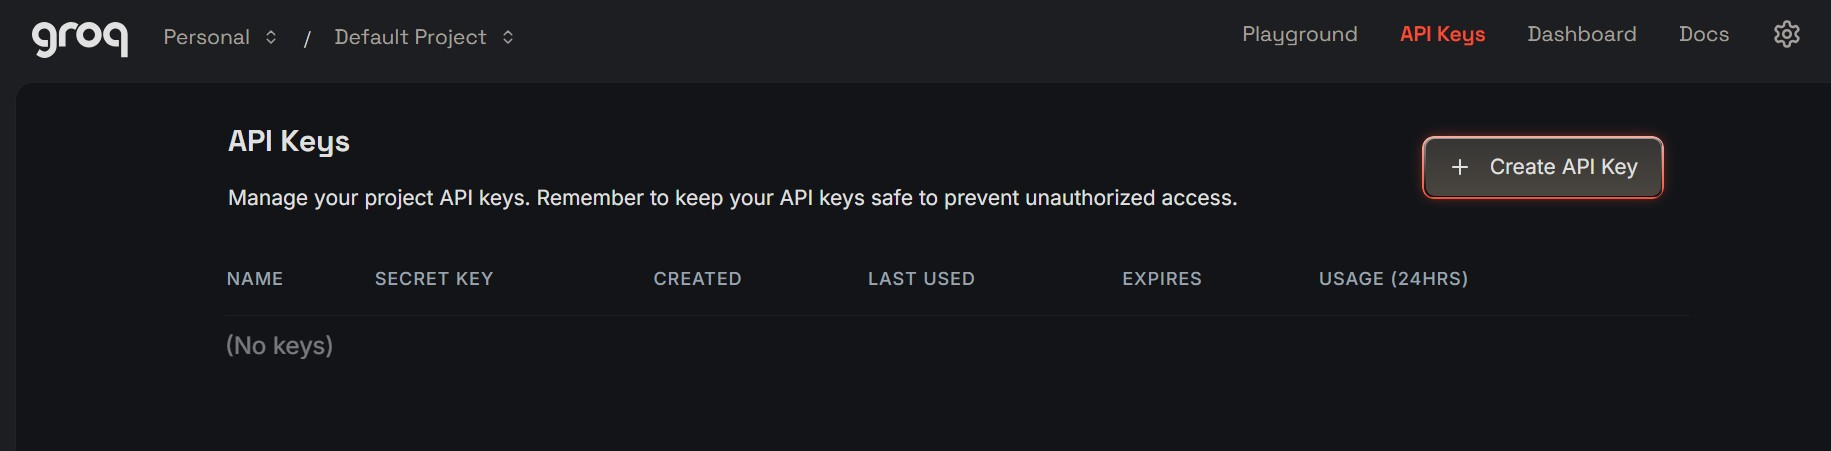 groq Personal / Default Project Playground API Keys Dashboard Docs
API Keys
+ Create API Key
Manage your project API keys. Remember to keep your API keys safe to prevent unauthorized access.
NAME SECRET KEY CREATED LAST USED EXPIRES USAGE (24HRS)
(No keys)